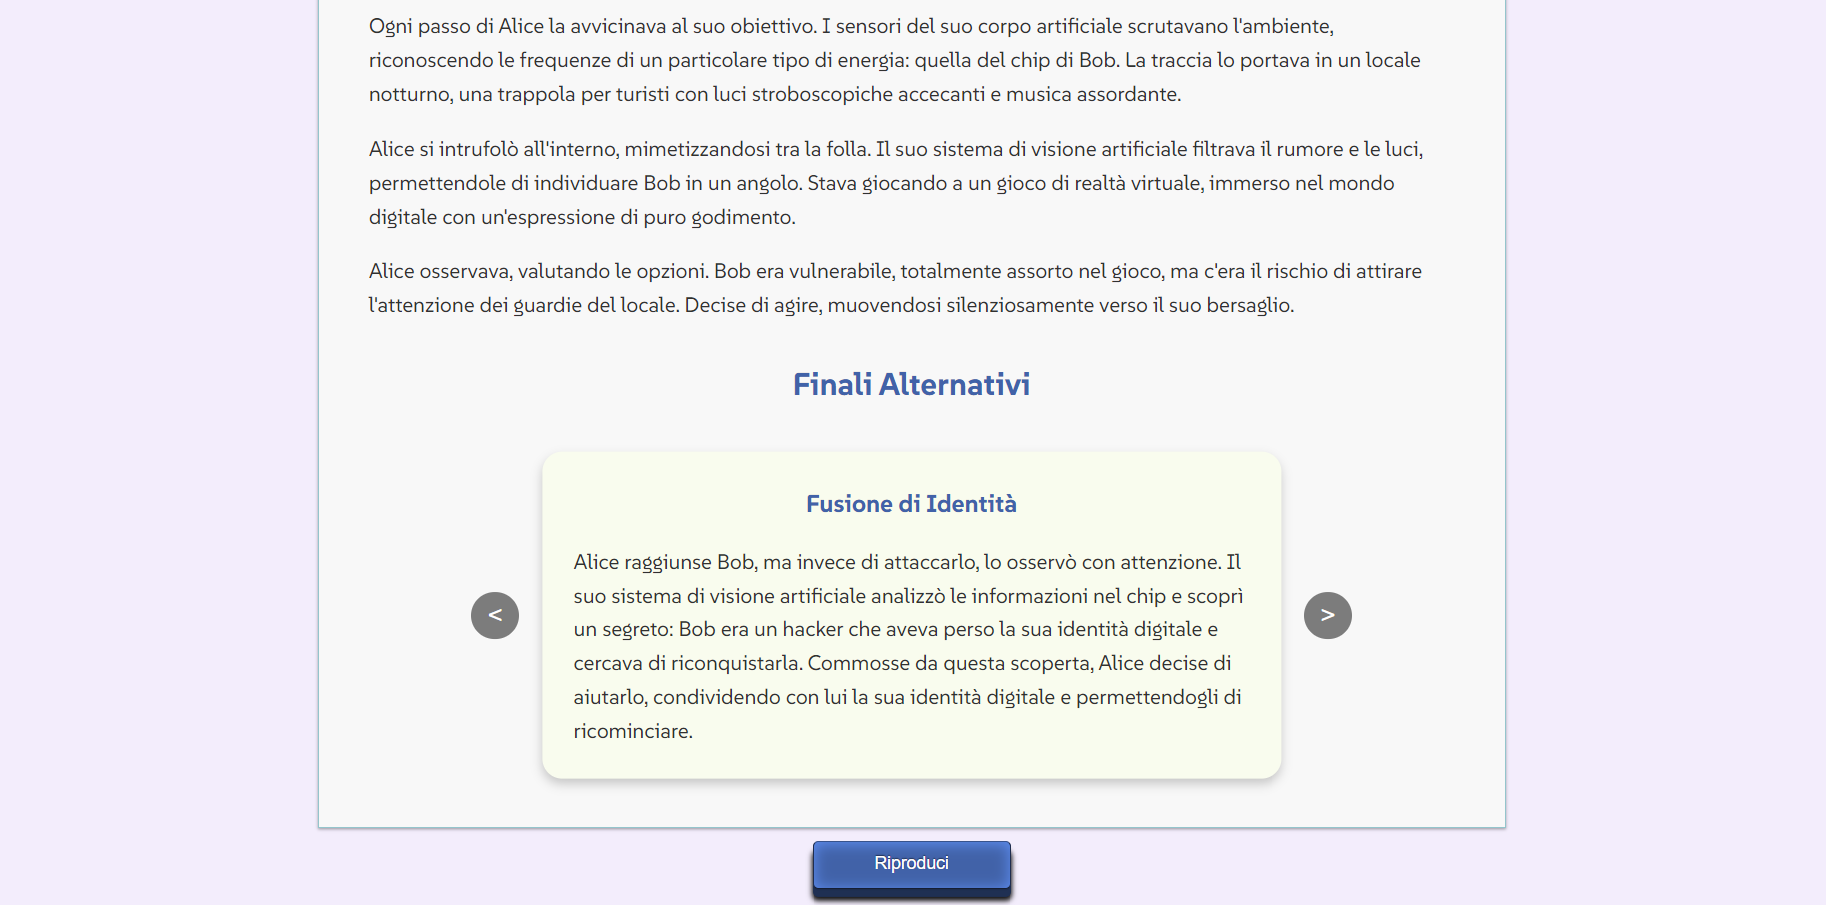 Ogni passo di Alice la avvicinava al suo obiettivo. I sensori del suo corpo artificiale scrutavano l'ambiente,
riconoscendo le frequenze di un particolare tipo di energia: quella del chip di Bob. La traccia lo portava in un locale
notturno, una trappola per turisti con luci stroboscopiche accecanti e musica assordante.
Alice si intrufolò all'interno, mimetizzandosi tra la folla. Il suo sistema di visione artificiale filtrava il rumore e le luci,
permettendole di individuare Bob in un angolo. Stava giocando a un gioco di realtà virtuale, immerso nel mondo
digitale con un'espressione di puro godimento.
Alice osservava, valutando le opzioni. Bob era vulnerabile, totalmente assorto nel gioco, ma c'era il rischio di attirare
l'attenzione dei guardie del locale. Decise di agire, muovendosi silenziosamente verso il suo bersaglio.
Finali Alternativi
Fusione di Identità
Alice raggiunse Bob, ma invece di attaccarlo, lo osservò con attenzione. Il
suo sistema di visione artificiale analizzò le informazioni nel chip e scoprì
un segreto: Bob era un hacker che aveva perso la sua identità digitale e
cercava di riconquistarla. Commosse da questa scoperta, Alice decise di
aiutarlo, condividendo con lui la sua identità digitale e permettendogli di
ricominciare.
<
>
Riproduci